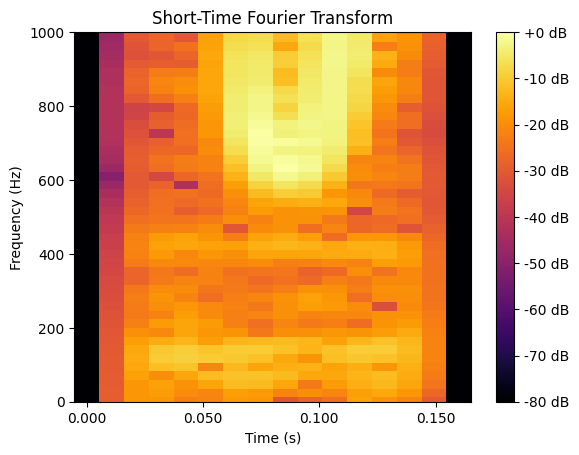 Short-Time Fourier Transform
1000
800
600
400
200
0
Frequency (Hz)
0.000
0.050
0.100
0.150
Time (s)
+0 dB
-10 dB
-20 dB
-30 dB
-40 dB
-50 dB
-60 dB
-70 dB
-80 dB